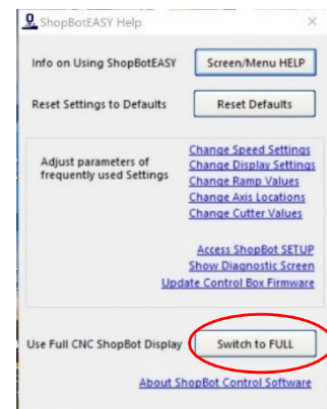 ShopBotEASY Help
Info on Using ShopBotEASY Screen/Menu HELP
Reset Settings to Defaults Reset Defaults
Change Speed Settings
Adjust parameters of Change Display Settings
frequently used Settings Change Ramp Values
Change Axis Locations
Change Cutter Values
Access ShopBot SETUP
Show Diagnostic Screen
Update Control Box Firmware
Use Full CNC ShopBot Display Switch to FULL
About ShopBot Control Software